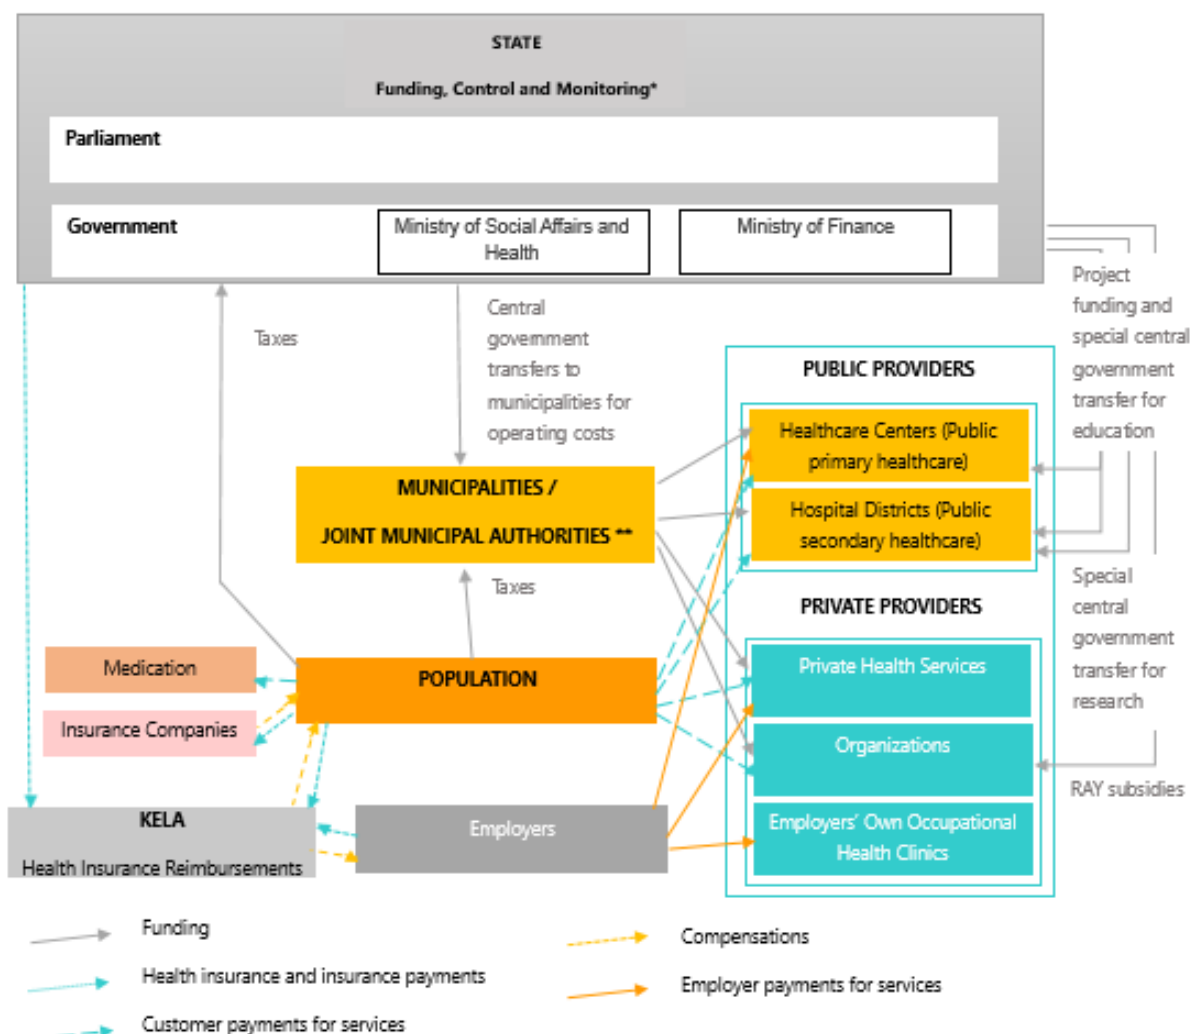 STATE
Funding, Control and Monitoring*
Parliament
Government
Ministry of Social Affairs and
Health
Ministry of Finance
Project
funding and
special central
government
transfer for
education
Taxes
Central
government
transfers to
municipalities for
operating costs
PUBLIC PROVIDERS
Healthcare Centers (Public
primary healthcare)
Hospital Districts (Public
secondary healthcare)
MUNICIPALITIES /
JOINT MUNICIPAL AUTHORITIES **
Taxes
Special
central
government
transfer for
research
PRIVATE PROVIDERS
Private Health Services
Organizations
Employers' Own Occupational
Health Clinics
RAY subsidies
Medication
Insurance Companies
POPULATION
KELA
Health Insurance Reimbursements
Employers
Funding
Health insurance and insurance payments
Customer payments for services
Compensations
Employer payments for services